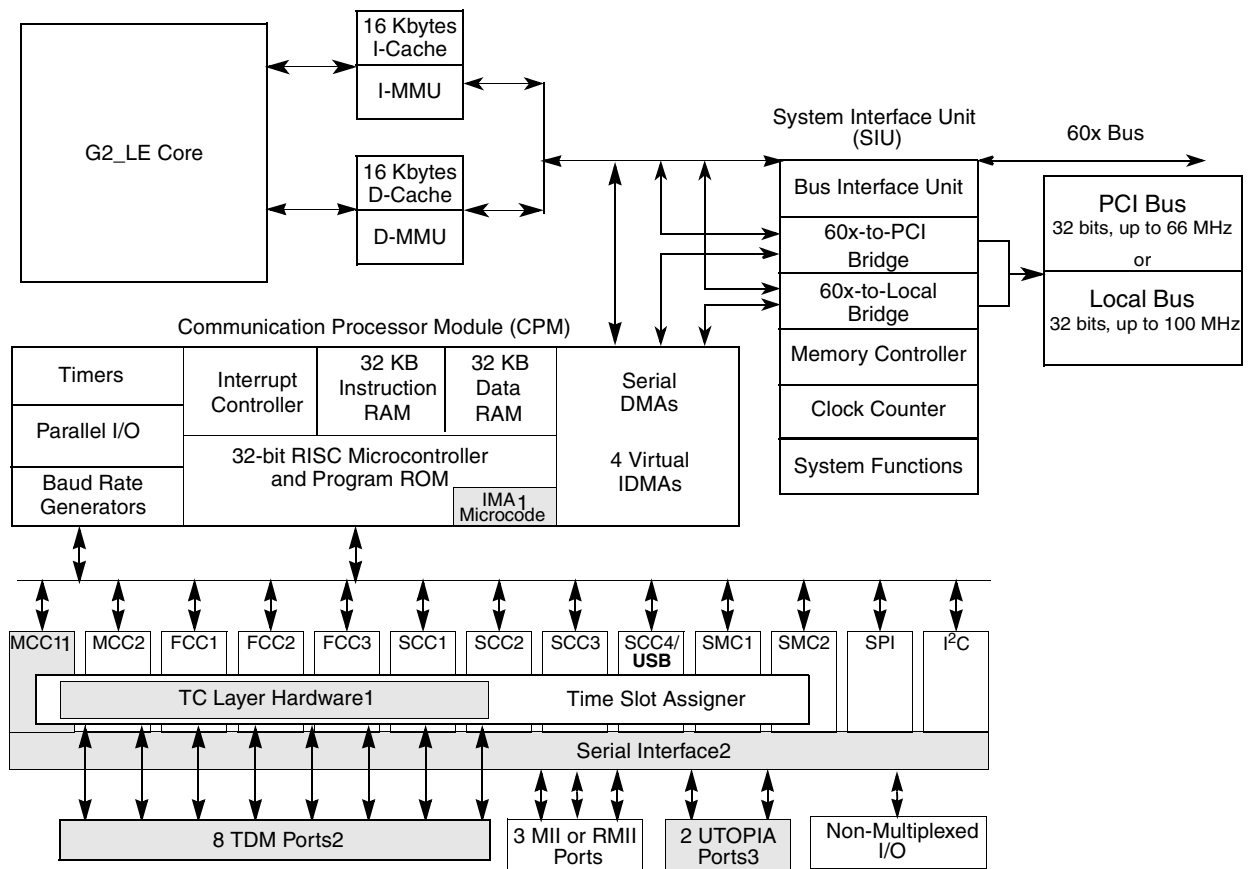 16 Kbytes
I-Cache
I-MMU
G2_LE Core
16 Kbytes
D-Cache
D-MMU
System Interface Unit
(SIU)
60x Bus
Bus Interface Unit
60x-to-PCI
Bridge
60x-to-Local
Bridge
Memory Controller
Clock Counter
System Functions
PCI Bus
32 bits, up to 66 MHz
or
Local Bus
32 bits, up to 100 MHz
Communication Processor Module (CPM)
Timers
Parallel I/O
Baud Rate
Generators
Interrupt
Controller
32 KB
Instruction
RAM
32 KB
Data
RAM
32-bit RISC Microcontroller
and Program ROM
IMA1
Microcode
Serial
DMAs
4 Virtual
IDMAs
MCC11
MCC2
FCC1
FCC2
FCC3
SCC1
SCC2
SCC3
SCC4/
USB
SMC1
SMC2
SPI
I²C
TC Layer Hardware1
Time Slot Assigner
Serial Interface2
8 TDM Ports2
3 MII or RMII
Ports
2 UTOPIA
Ports3
Non-Multiplexed
I/O